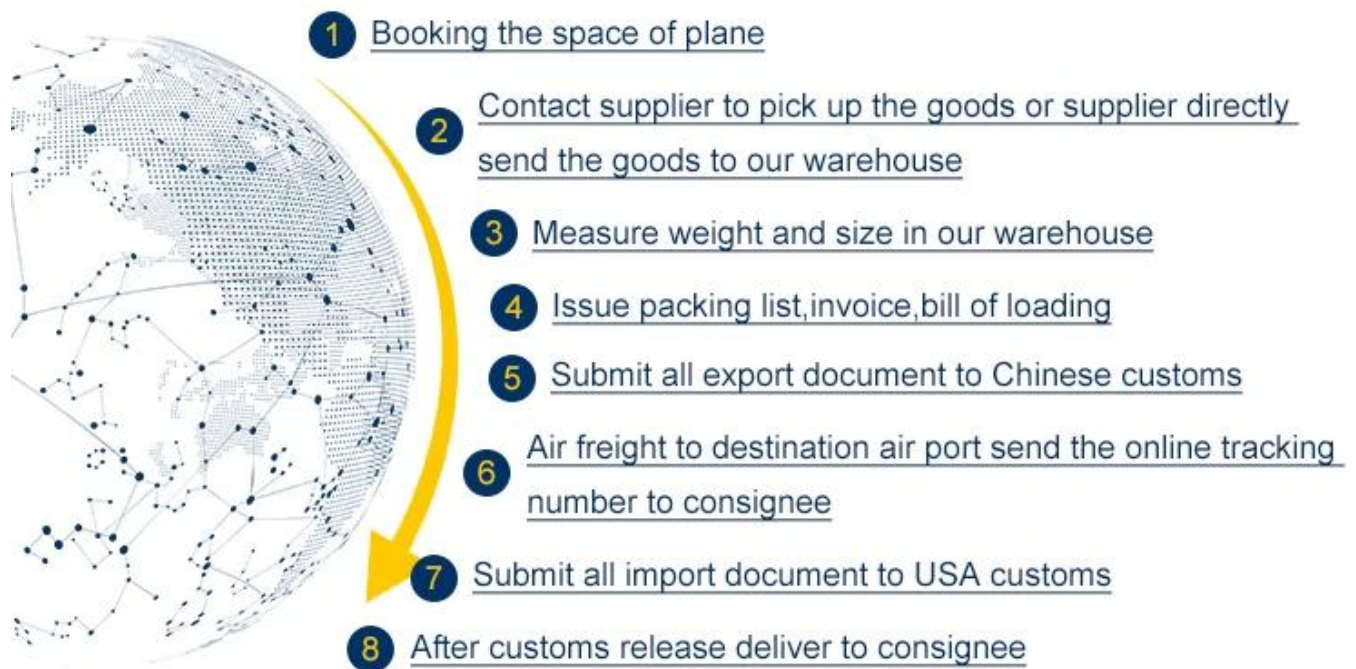 1 Booking the space of plane
2 Contact supplier to pick up the goods or supplier directly
send the goods to our warehouse
3 Measure weight and size in our warehouse
4 Issue packing list,invoice,bill of loading
5 Submit all export document to Chinese customs
6 Air freight to destination air port send the online tracking
number to consignee
7 Submit all import document to USA customs
8 After customs release deliver to consignee